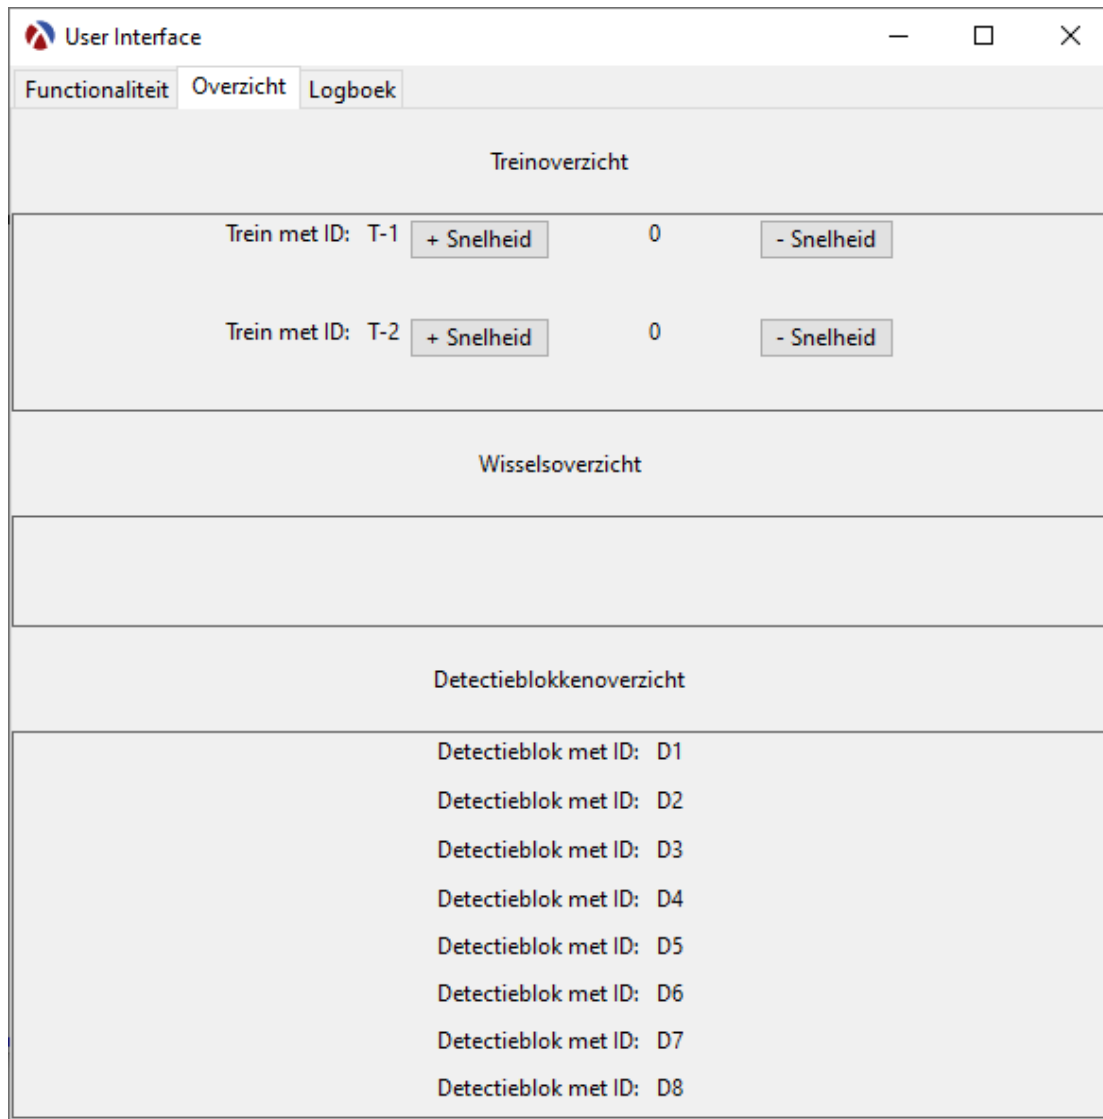 User Interface
Functionaliteit Overzicht Logboek
Treinoverzicht
Trein met ID: T-1 + Snelheid 0 - Snelheid
Trein met ID: T-2 + Snelheid 0 - Snelheid
Wisselsoverzicht
Detectieblokkenoverzicht
Detectieblok met ID: D1
Detectieblok met ID: D2
Detectieblok met ID: D3
Detectieblok met ID: D4
Detectieblok met ID: D5
Detectieblok met ID: D6
Detectieblok met ID: D7
Detectieblok met ID: D8